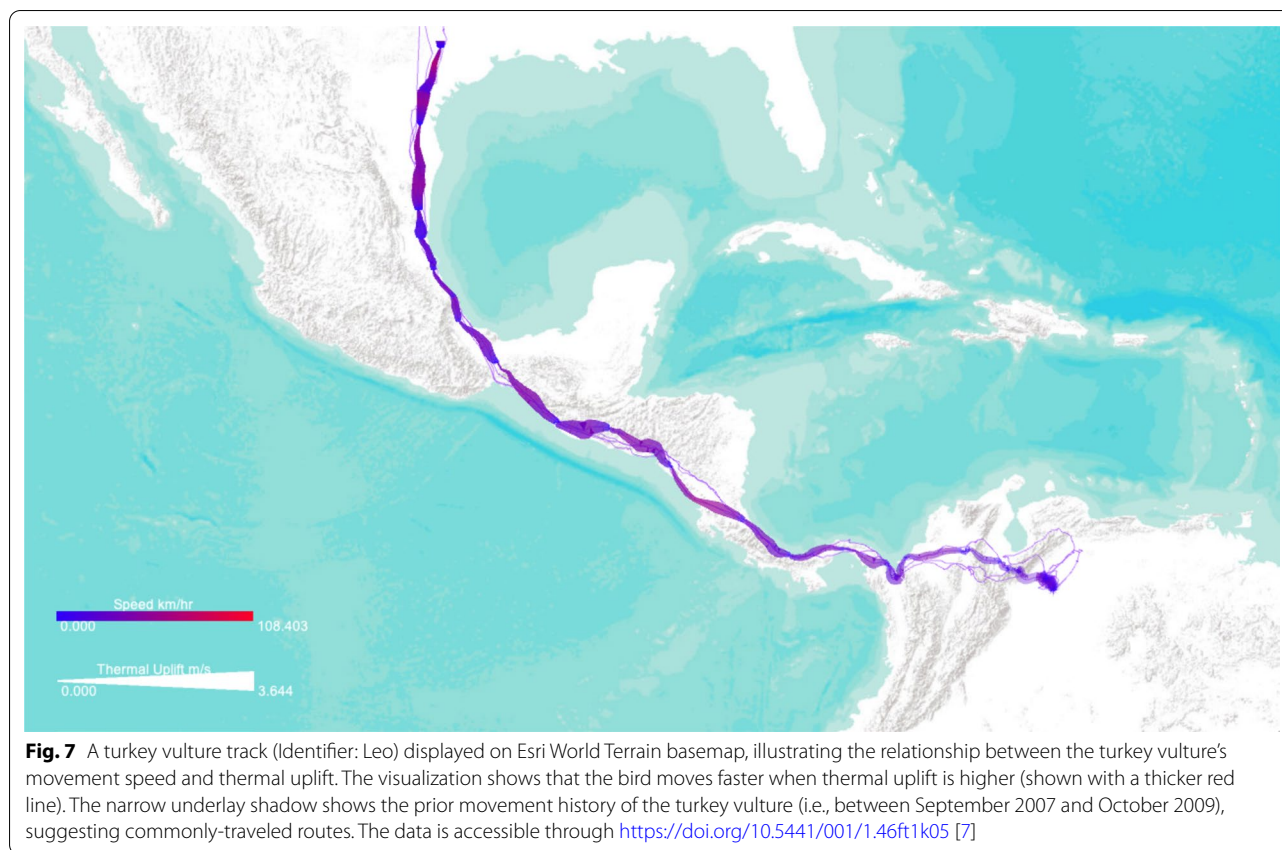 Speed km/hr
0.000 108.403
Thermal Uplift m/s
0.000 3.644
Fig. 7 A turkey vulture track (Identifier: Leo) displayed on Esri World Terrain basemap, illustrating the relationship between the turkey vulture's
movement speed and thermal uplift. The visualization shows that the bird moves faster when thermal uplift is higher (shown with a thicker red
line). The narrow underlay shadow shows the prior movement history of the turkey vulture (i.e., between September 2007 and October 2009),
suggesting commonly-traveled routes. The data is accessible through https://doi.org/10.5441/001/1.46ft1k05 [7]